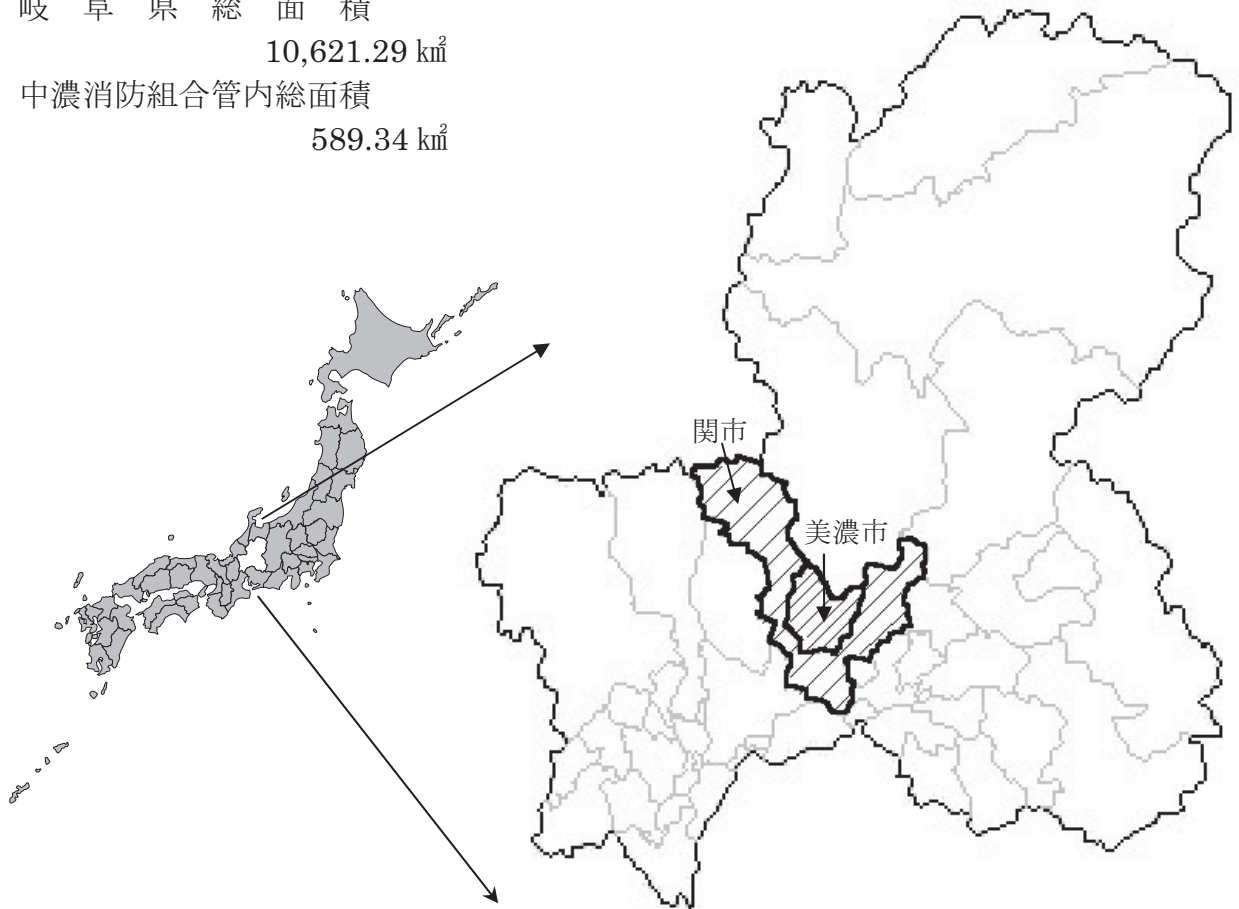 岐阜県総面積
10,621.29 ㎢
中濃消防組合管内総面積
589.34 ㎢
関市
美濃市